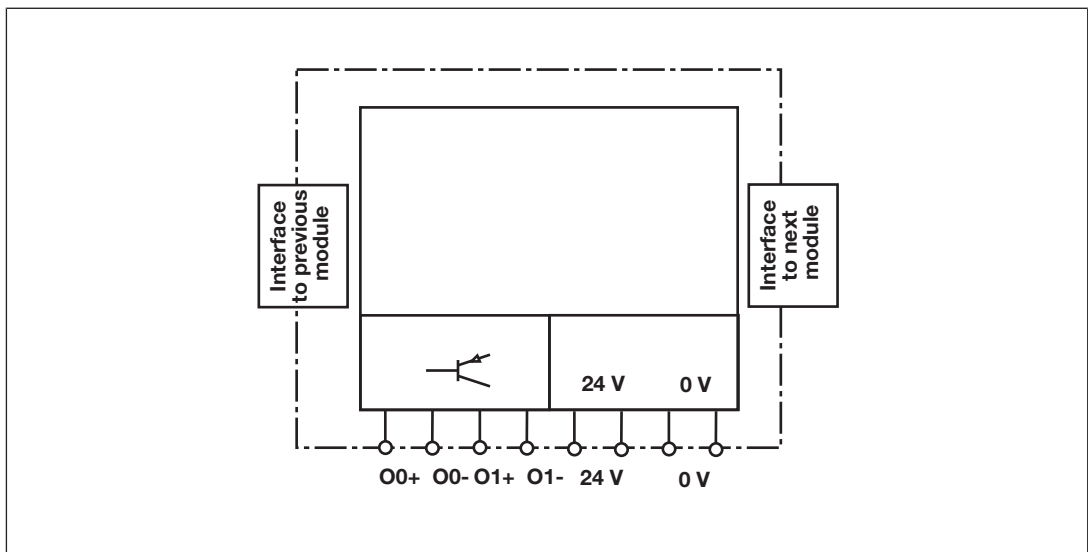 Interface
to previous
module
Interface
to next
module
24 V 0 V
O0+ O0- O1+ O1- 24 V 0 V